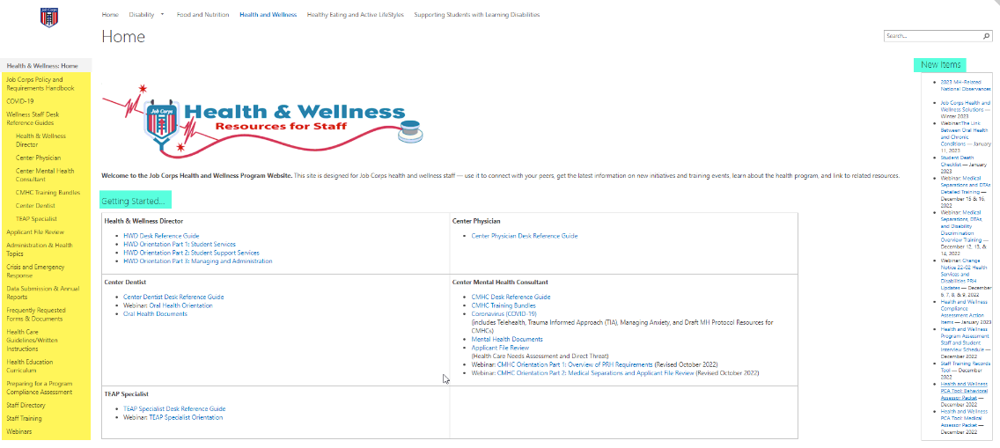 Job Corps
Home
Disability
Food and Nutrition
Health and Wellness
Healthy Eating and Active LifeStyles
Supporting Students with Learning Disabilities
Home
Search...
Health & Wellness: Home
Job Corps Policy and
Requirements Handbook
COVID-19
Wellness Staff Desk
Reference Guides
Health & Wellness
Director
Center Physician
Center Mental Health
Consultant
CMHC Training Bundles
Center Dentist
TEAP Specialist
Applicant File Review
Administration & Health
Topics
Crisis and Emergency
Response
Data Submission & Annual
Reports
Frequently Requested
Forms & Documents
Health Care
Guidelines/Written
Instructions
Health Education
Curriculum
Preparing for a Program
Compliance Assessment
Staff Directory
Staff Training
Webinars
Job Corps
Health & Wellness
Resources for Staff
Welcome to the Job Corps Health and Wellness Program Website. This site is designed for Job Corps health and wellness staff — use it to connect with your peers, get the latest information on new initiatives and training events, learn about the health program, and link to related resources.
Getting Started...
Health & Wellness Director
HWD Desk Reference Guide
HWD Orientation Part 1: Student Services
HWD Orientation Part 2: Student Support Services
HWD Orientation Part 3: Managing and Administration
Center Physician
Center Physician Desk Reference Guide
Center Dentist
Center Dentist Desk Reference Guide
Webinar: Oral Health Orientation
Oral Health Documents
Center Mental Health Consultant
CMHC Desk Reference Guide
CMHC Training Bundles
Coronavirus (COVID-19)
(includes Telehealth, Trauma Informed Approach (TIA), Managing Anxiety, and Draft MH Protocol Resources for
CMHCs)
Mental Health Documents
Applicant File Review
(Health Care Needs Assessment and Direct Threat)
Webinar: CMHC Orientation Part 1: Overview of PRH Requirements (Revised October 2022)
Webinar: CMHC Orientation Part 2: Medical Separations and Applicant File Review (Revised October 2022)
TEAP Specialist
TEAP Specialist Desk Reference Guide
Webinar: TEAP Specialist Orientation
New Items
2023 MH-Related
National Observances
Job Corps Health and
Wellness Solutions —
Winter 2023
Webinar:The Link
Between Oral Health
and Chronic
Conditions — January
11, 2023
Student Death
Checklist — January
2023
Webinar: Medical
Separations and DTAs
Detailed Training —
December 15 & 16,
2022
Webinar: Medical
Separations, DTAs,
and Disability
Discrimination
Overview Training —
December 12, 13, &
14, 2022
Webinar: Change
Notice 22-02 Health
Services and
Disabilities PRH
Updates — December
6, 7, 8, & 9, 2022
Health and Wellness
Compliance
Assessment Action
Items — January 2023
Health and Wellness
Program Assessment
Staff and Student
Interview Schedule —
December 2022
Staff Training Records
Tool — December
2022
Health and Wellness
PCA Tool: Behavioral
Assessor Packet —
December 2022
Health and Wellness
PCA Tool: Medical
Assessor Packet —
December 2022